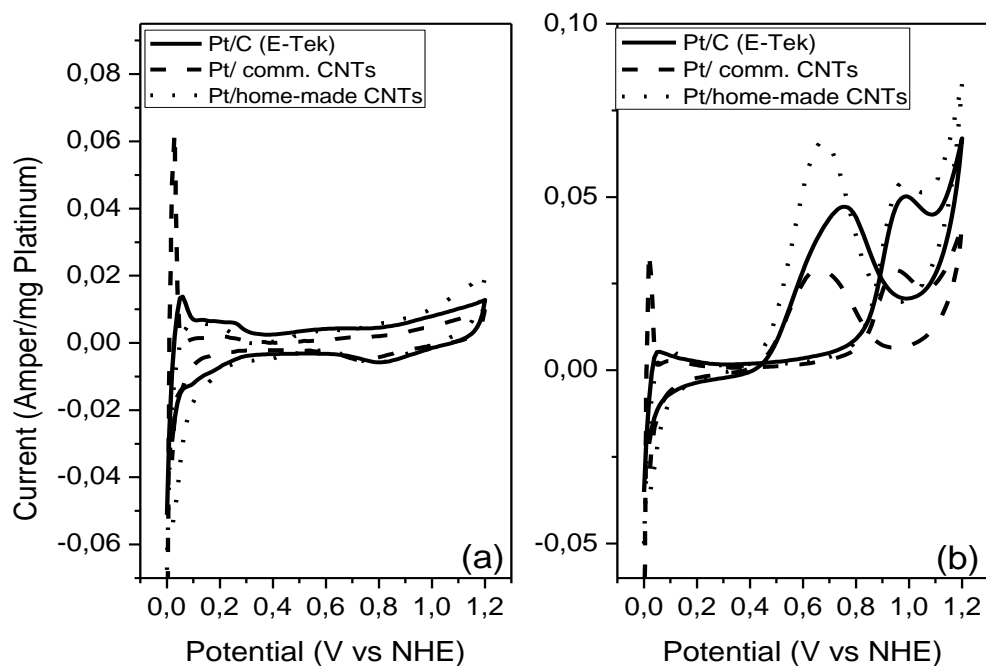 Current (Amper/mg Platinum)
0,08
0,06
0,04
0,02
0,00
-0,02
-0,04
-0,06
Pt/C (E-Tek)
Pt/ comm. CNTs
Pt/home-made CNTs
(a)
0,0 0,2 0,4 0,6 0,8 1,0 1,2
Potential (V vs NHE)
0,10
0,05
0,00
-0,05
Pt/C (E-Tek)
Pt/ comm. CNTs
Pt/home-made CNTs
(b)
0,0 0,2 0,4 0,6 0,8 1,0 1,2
Potential (V vs NHE)